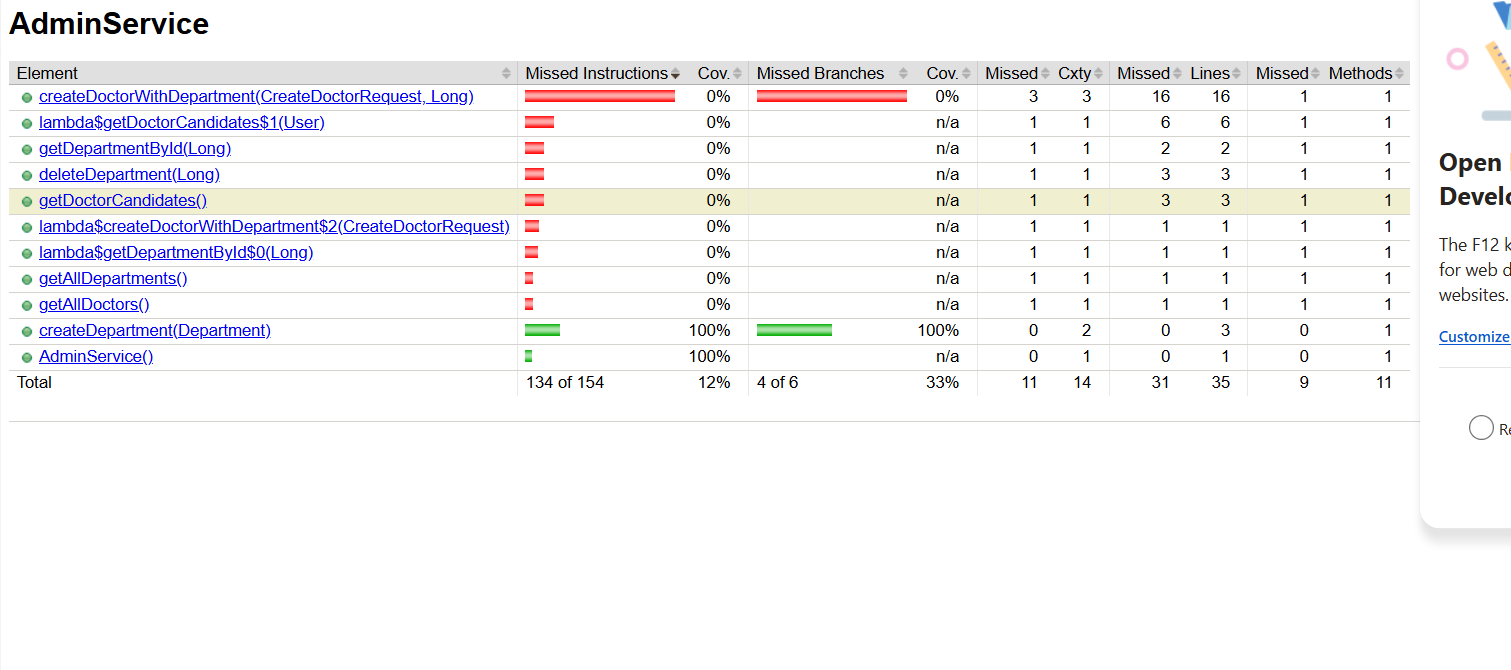 AdminService
Element Missed Instructions Cov. Missed Branches Cov. Missed Cxty Missed Lines Missed Methods
createDoctorWithDepartment(CreateDoctorRequest, Long) 0% 0% 3 3 16 16 1 1
lambda$getDoctorCandidates$1(User) 0% n/a 1 1 6 6 1 1
getDepartmentById(Long) 0% n/a 1 1 2 2 1 1
deleteDepartment(Long) 0% n/a 1 1 3 3 1 1
getDoctorCandidates() 0% n/a 1 1 3 3 1 1
lambda$createDoctorWithDepartment$2(CreateDoctorRequest) 0% n/a 1 1 1 1 1 1
lambda$getDepartmentById$0(Long) 0% n/a 1 1 1 1 1 1
getAllDepartments() 0% n/a 1 1 1 1 1 1
getAllDoctors() 0% n/a 1 1 1 1 1 1
createDepartment(Department) 100% 100% 0 2 0 3 0 1
AdminService() 100% n/a 0 1 0 1 0 1
Total 134 of 154 12% 4 of 6 33% 11 14 31 35 9 11
Open
Develo
The F12 k
for web d
websites.
Customize
Re